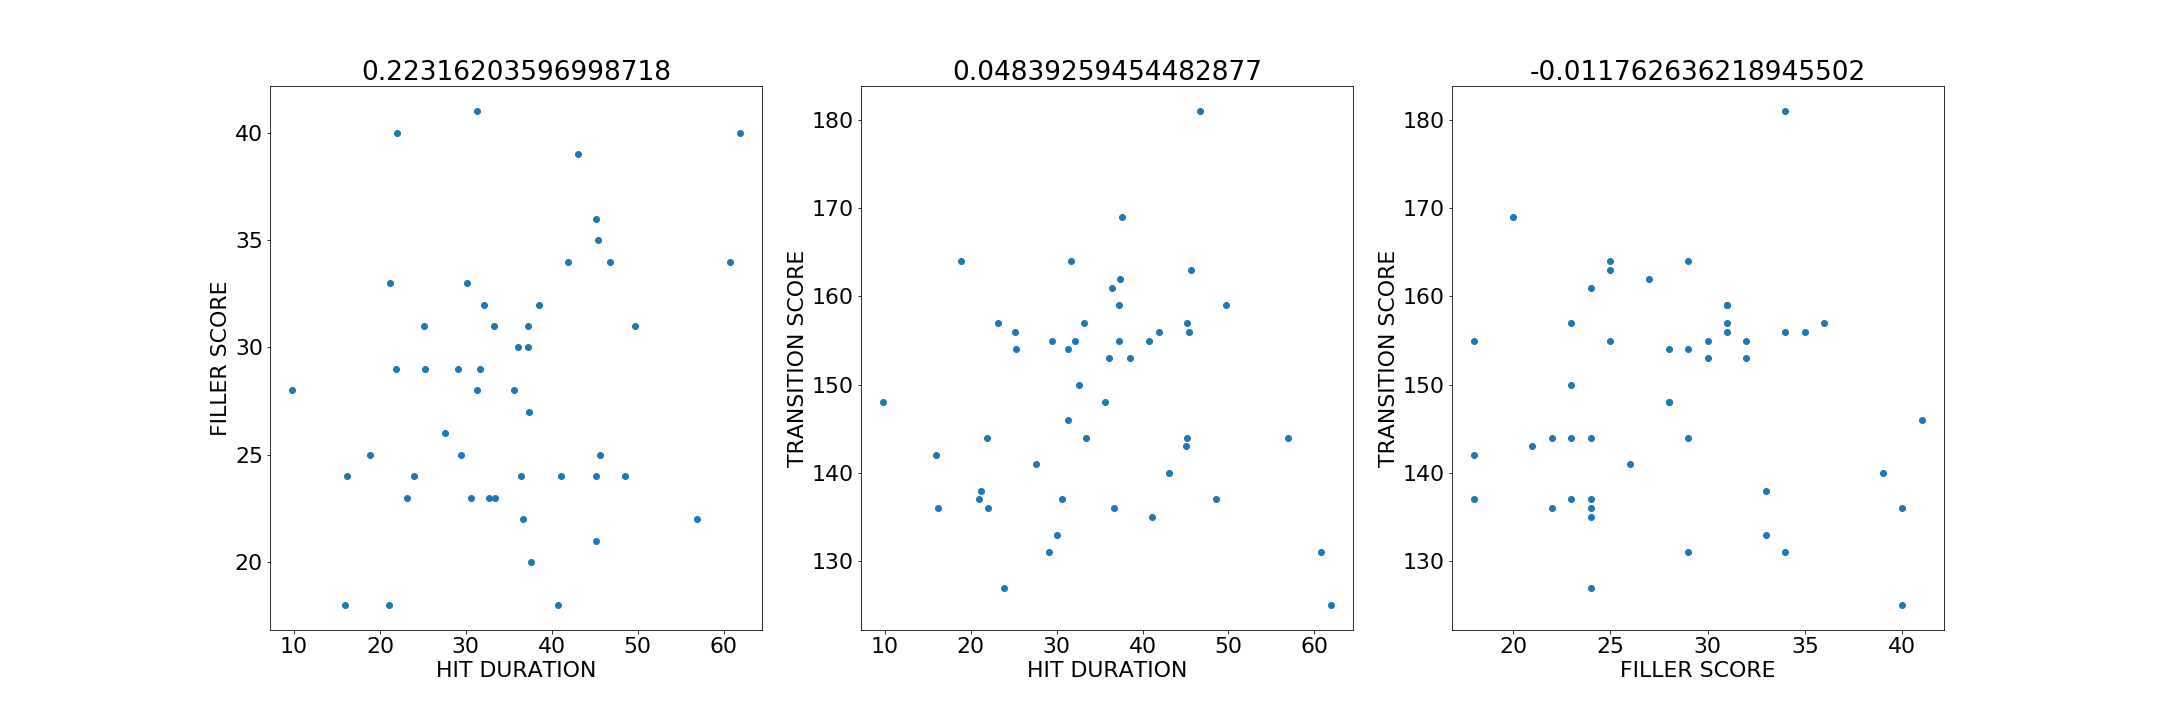 0.22316203596998718
40
35
30
25
20
FILLER SCORE
10 20 30 40 50 60
HIT DURATION
0.04839259454482877
180
170
160
150
140
130
TRANSITION SCORE
10 20 30 40 50 60
HIT DURATION
-0.011762636218945502
180
170
160
150
140
130
TRANSITION SCORE
20 25 30 35 40
FILLER SCORE